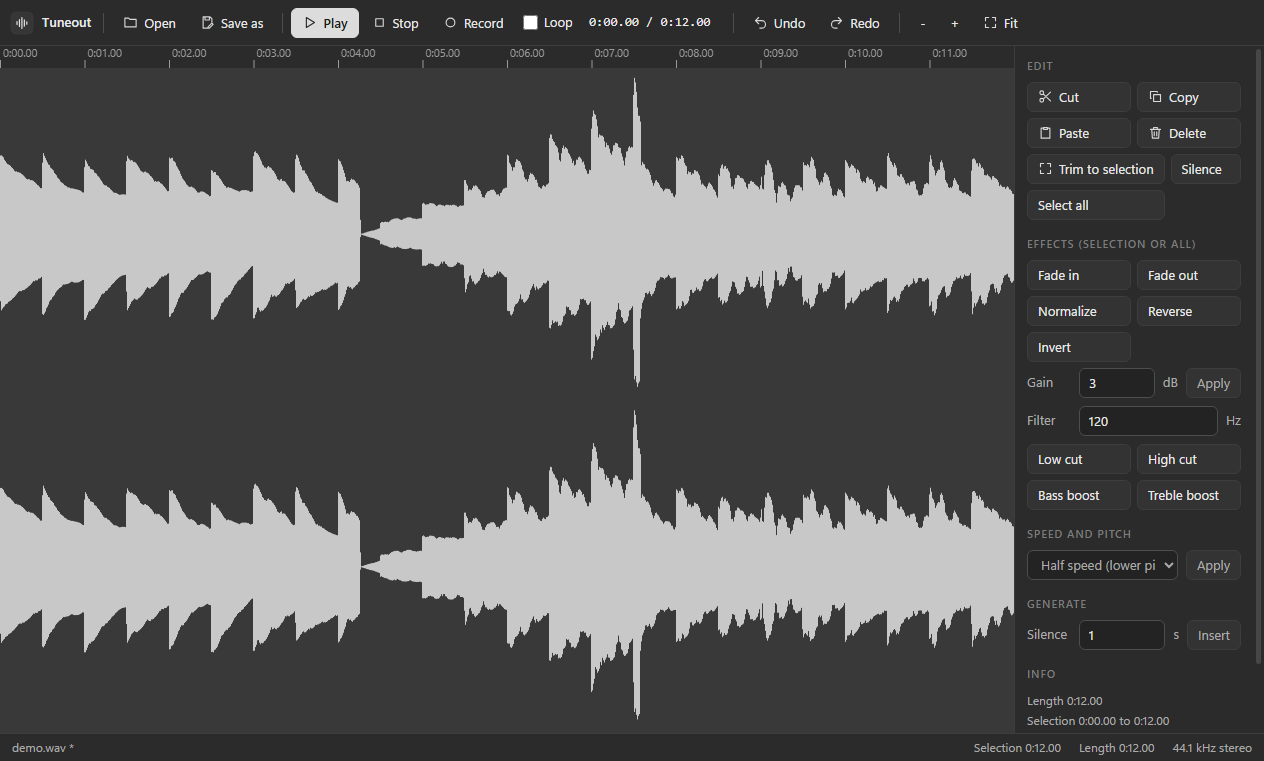 Tuneout Open Save as Play Stop Record Loop 0:00.00 / 0:12.00 Undo Redo - + Fit
0:00.00 0:01.00 0:02.00 0:03.00 0:04.00 0:05.00 0:06.00 0:07.00 0:08.00 0:09.00 0:10.00 0:11.00
EDIT
Cut Copy
Paste Delete
Trim to selection Silence
Select all
EFFECTS (SELECTION OR ALL)
Fade in Fade out
Normalize Reverse
Invert
Gain 3 dB Apply
Filter 120 Hz
Low cut High cut
Bass boost Treble boost
SPEED AND PITCH
Half speed (lower pi Apply
GENERATE
Silence 1 s Insert
INFO
Length 0:12.00
Selection 0:00.00 to 0:12.00
demo.wav * Selection 0:12.00 Length 0:12.00 44.1 kHz stereo